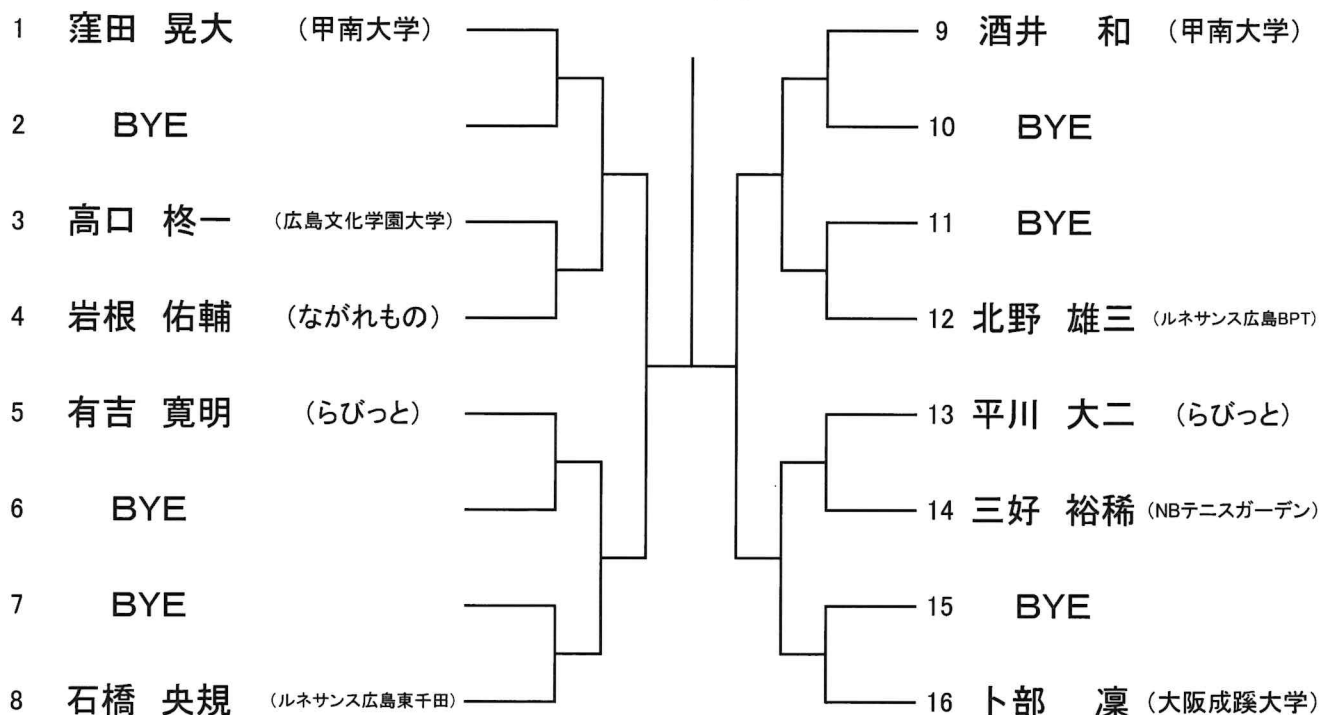 1 窪田 晃大 (甲南大学)
2 BYE
3 高口 柊一 (広島文化学園大学)
4 岩根 佑輔 (ながれもの)
5 有吉 寛明 (らびっと)
6 BYE
7 BYE
8 石橋 央規 (ルネサンス広島東千田)
9 酒井 和 (甲南大学)
10 BYE
11 BYE
12 北野 雄三 (ルネサンス広島BPT)
13 平川 大二 (らびっと)
14 三好 裕稀 (NBテニスガーデン)
15 BYE
16 卜部 凜 (大阪成蹊大学)